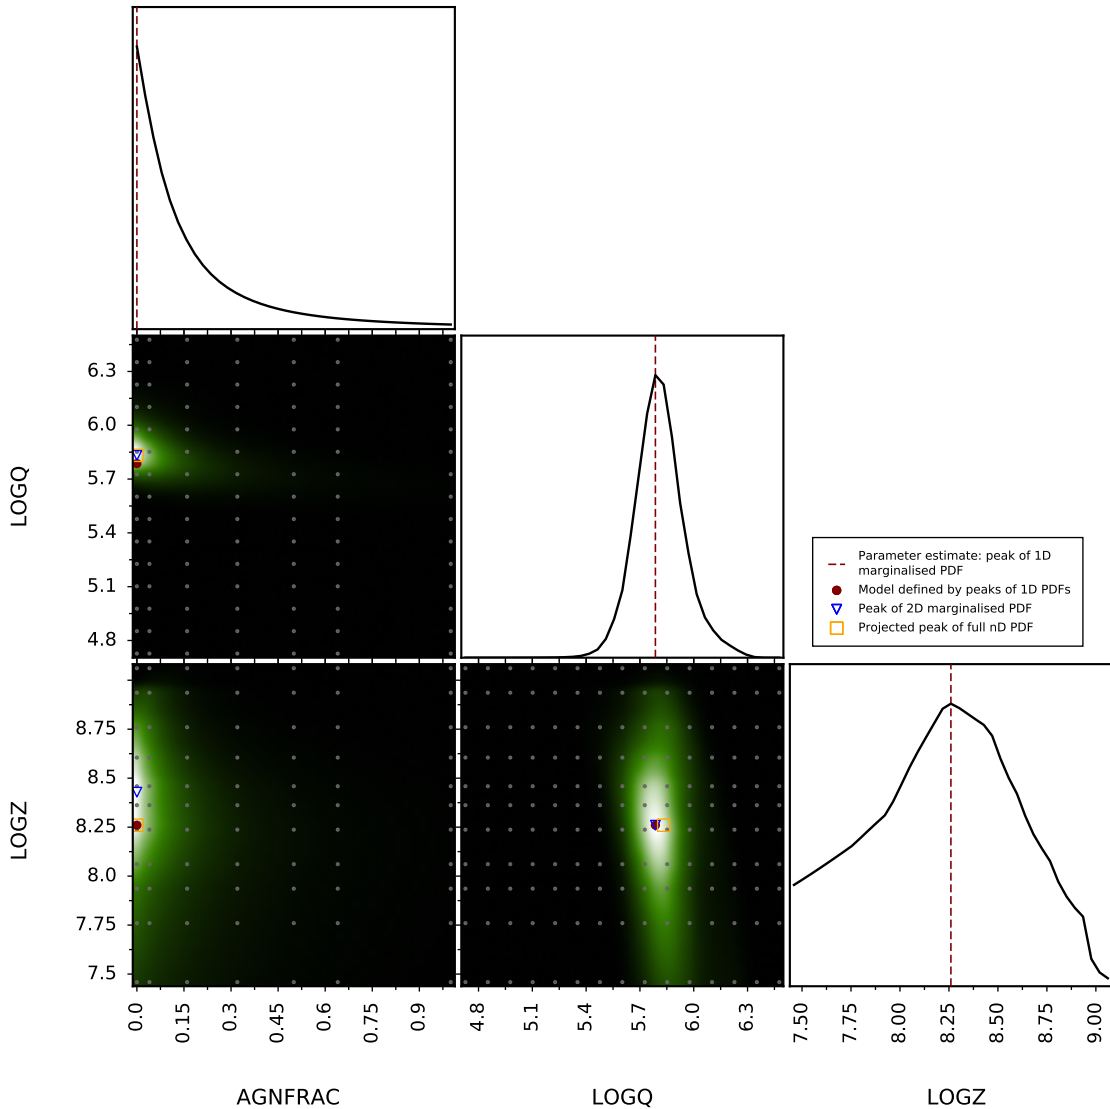 6.3
6.0
5.7
5.4
5.1
4.8
LOGQ
Parameter estimate: peak of 1D
marginalised PDF
Model defined by peaks of 1D PDFs
Peak of 2D marginalised PDF
Projected peak of full nD PDF
8.75
8.5
8.25
8.0
7.75
7.5
LOGZ
0.0 0.15 0.3 0.45 0.6 0.75 0.9
4.8 5.1 5.4 5.7 6.0 6.3
7.50 7.75 8.00 8.25 8.50 8.75 9.00
AGNFRAC LOGQ LOGZ